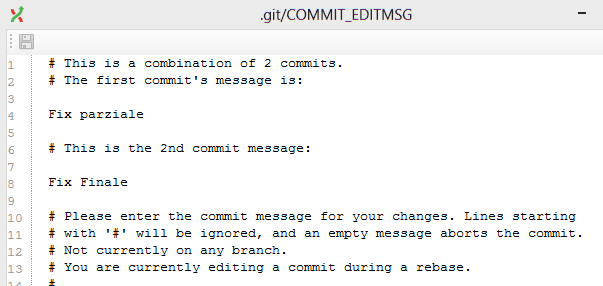 .git/COMMIT_EDITMSG
1 # This is a combination of 2 commits.
2 # The first commit's message is:
3
4 Fix parziale
5
6 # This is the 2nd commit message:
7
8 Fix Finale
9
10 # Please enter the commit message for your changes. Lines starting
11 # with '#' will be ignored, and an empty message aborts the commit.
12 # Not currently on any branch.
13 # You are currently editing a commit during a rebase.
14 #